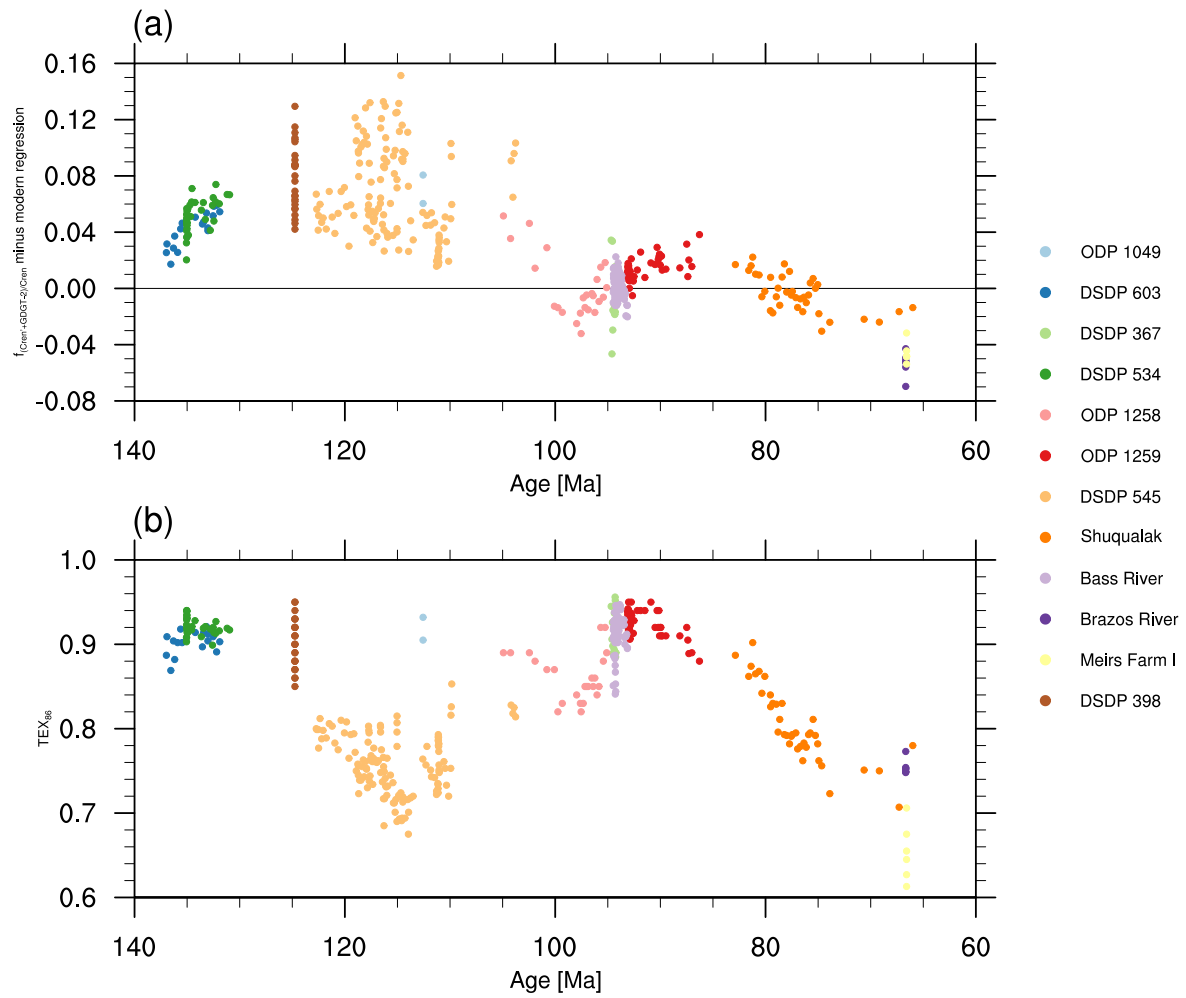 (a)
f(Cren'+GDGT-2)/Cren minus modern regression
0.16
0.12
0.08
0.04
0.00
-0.04
-0.08
140
120
100
80
60
Age [Ma]
(b)
TEX86
1.0
0.9
0.8
0.7
0.6
140
120
100
80
60
Age [Ma]
ODP 1049
DSDP 603
DSDP 367
DSDP 534
ODP 1258
ODP 1259
DSDP 545
Shuqualak
Bass River
Brazos River
Meirs Farm I
DSDP 398